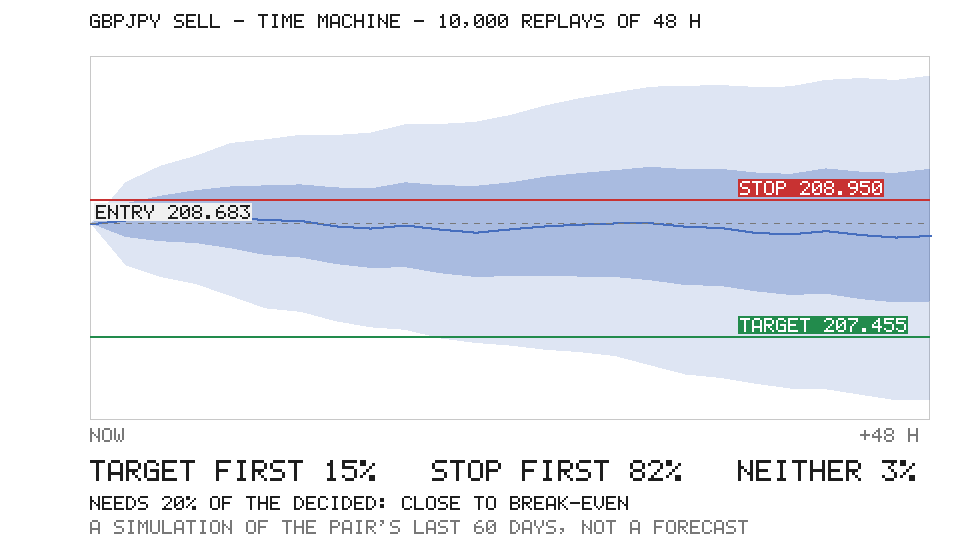 GBPJPY SELL - TIME MACHINE - 10,000 REPLAYS OF 48 H
STOP 208.950
ENTRY 208.683
TARGET 207.455
NOW
+48 H
TARGET FIRST 15% STOP FIRST 82% NEITHER 3%
NEEDS 20% OF THE DECIDED: CLOSE TO BREAK-EVEN
A SIMULATION OF THE PAIR'S LAST 60 DAYS, NOT A FORECAST